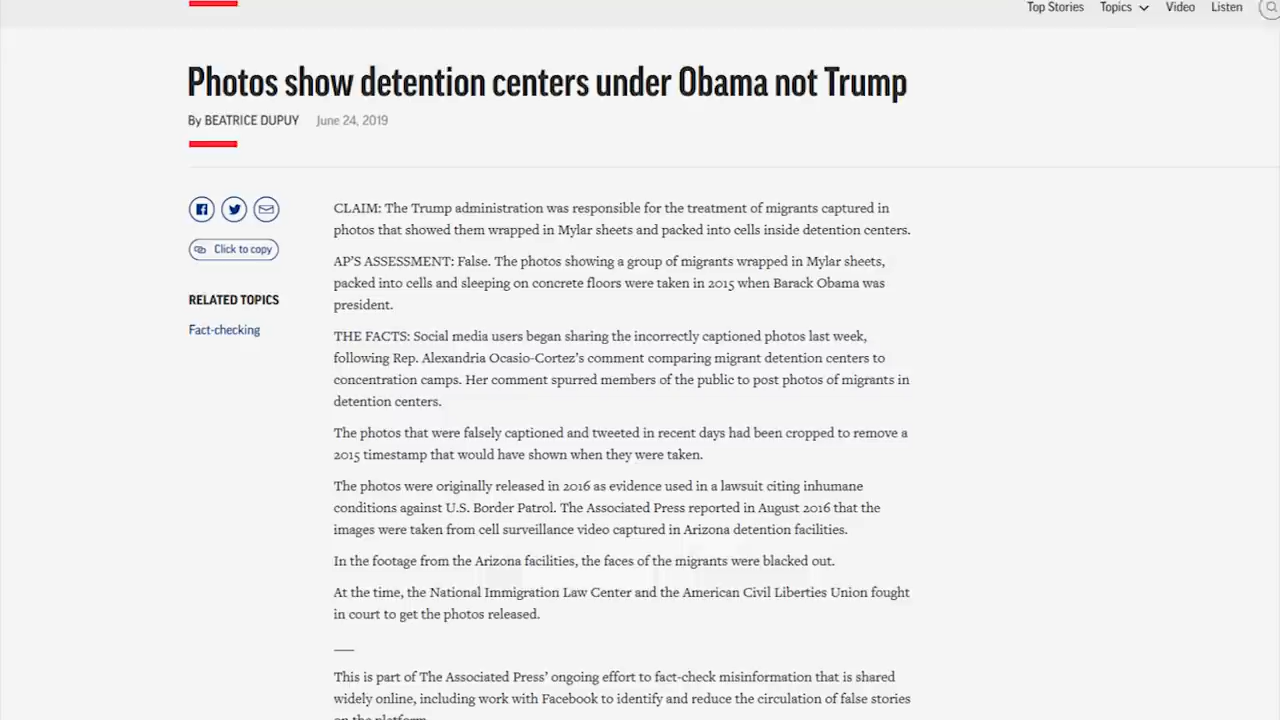 Top Stories Topics Video Listen
Photos show detention centers under Obama not Trump
By BEATRICE DUPUY June 24, 2019
CLAIM: The Trump administration was responsible for the treatment of migrants captured in
photos that showed them wrapped in Mylar sheets and packed into cells inside detention centers.
Click to copy
AP'S ASSESSMENT: False. The photos showing a group of migrants wrapped in Mylar sheets,
packed into cells and sleeping on concrete floors were taken in 2015 when Barack Obama was
president.
RELATED TOPICS
Fact-checking
THE FACTS: Social media users began sharing the incorrectly captioned photos last week,
following Rep. Alexandria Ocasio-Cortez's comment comparing migrant detention centers to
concentration camps. Her comment spurred members of the public to post photos of migrants in
detention centers.
The photos that were falsely captioned and tweeted in recent days had been cropped to remove a
2015 timestamp that would have shown when they were taken.
The photos were originally released in 2016 as evidence used in a lawsuit citing inhumane
conditions against U.S. Border Patrol. The Associated Press reported in August 2016 that the
images were taken from cell surveillance video captured in Arizona detention facilities.
In the footage from the Arizona facilities, the faces of the migrants were blacked out.
At the time, the National Immigration Law Center and the American Civil Liberties Union fought
in court to get the photos released.
This is part of The Associated Press' ongoing effort to fact-check misinformation that is shared
widely online, including work with Facebook to identify and reduce the circulation of false stories
on the platform.